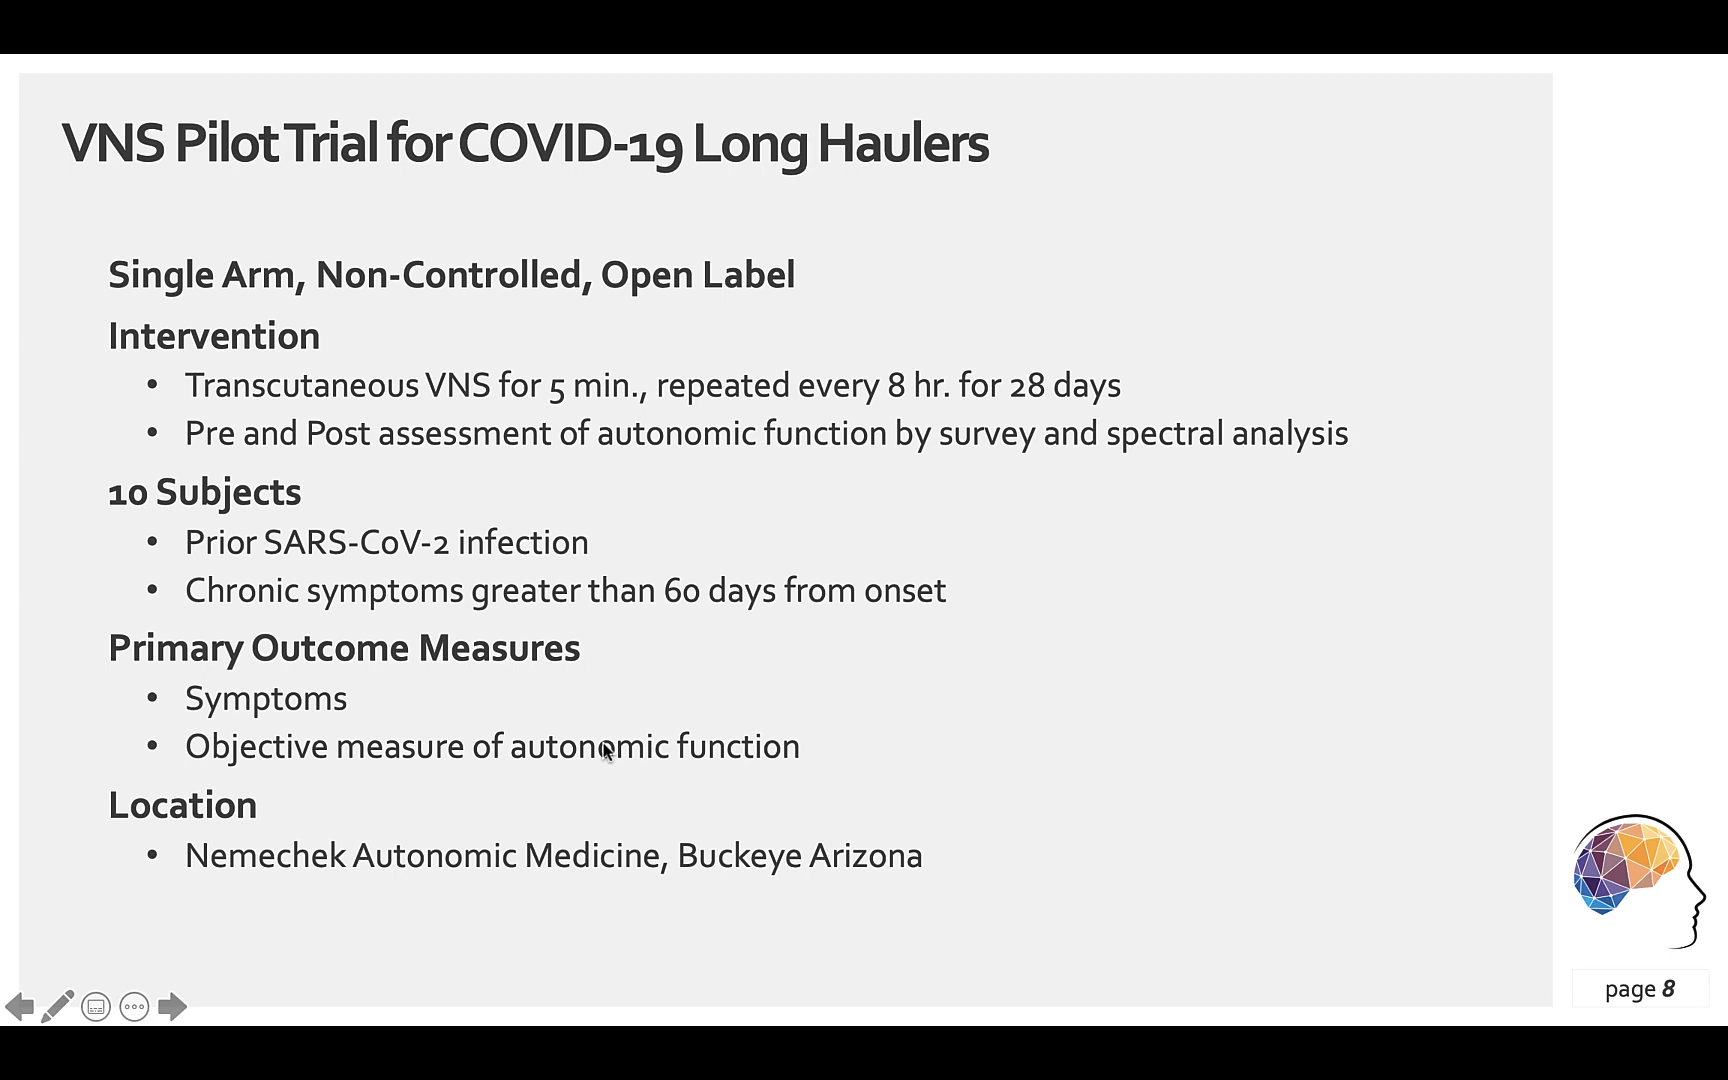 VNS Pilot Trial for COVID-19 Long Haulers
Single Arm, Non-Controlled, Open Label
Intervention
• Transcutaneous VNS for 5 min., repeated every 8 hr. for 28 days
• Pre and Post assessment of autonomic function by survey and spectral analysis
10 Subjects
• Prior SARS-CoV-2 infection
• Chronic symptoms greater than 60 days from onset
Primary Outcome Measures
• Symptoms
• Objective measure of autonomic function
Location
• Nemechek Autonomic Medicine, Buckeye Arizona
page 8